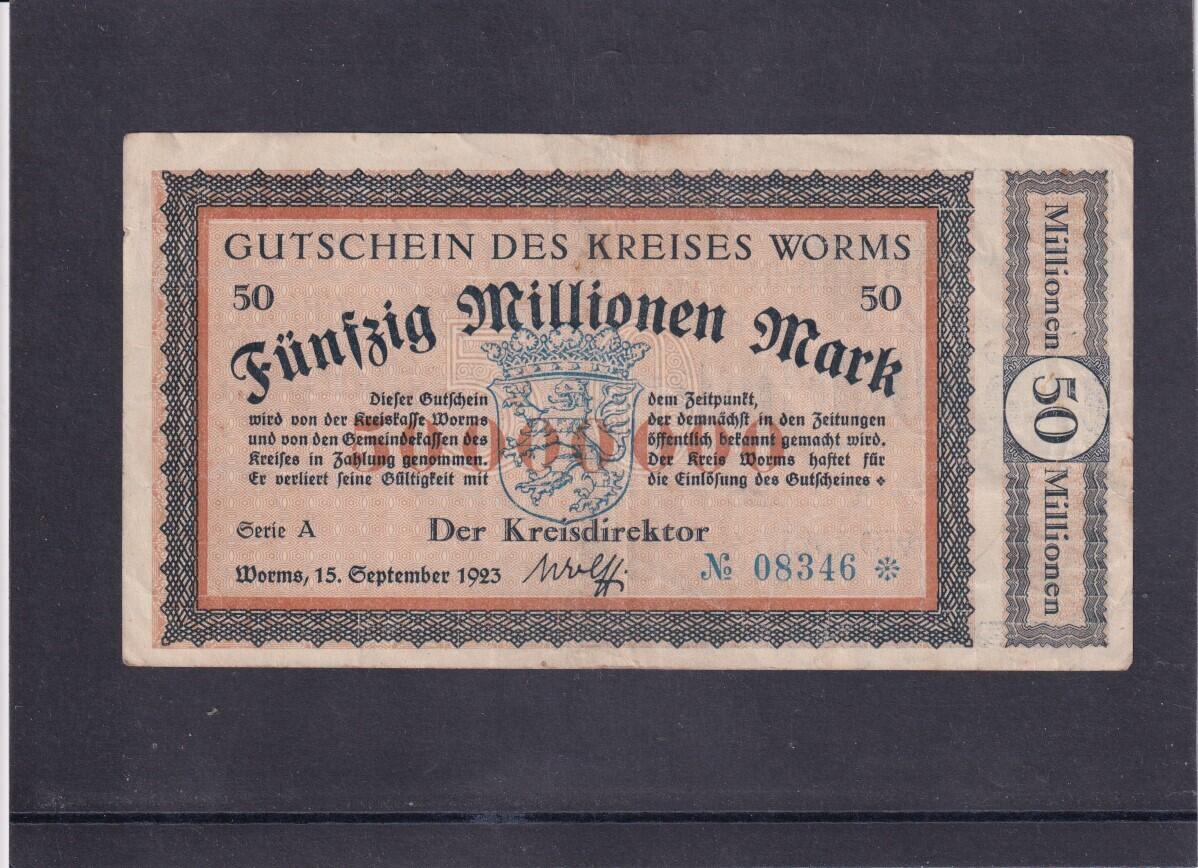 GUTSCHEIN DES KREISES WORMS
50 50
Fünfzig Millionen Mark
50
50000000
Dieser Gutschein
wird von der Kreiskasse Worms
und von den Gemeindekassen des
Kreises in Zahlung genommen.
Er verliert seine Gültigkeit mit
dem Zeitpunkt,
der demnächst in den Zeitungen
öffentlich bekannt gemacht wird.
Der Kreis Worms haftet für
die Einlösung des Gutscheines
Serie A
Der Kreisdirektor
Worms, 15. September 1923
Wolff.
№ 08346 *
Millionen 50 Millionen